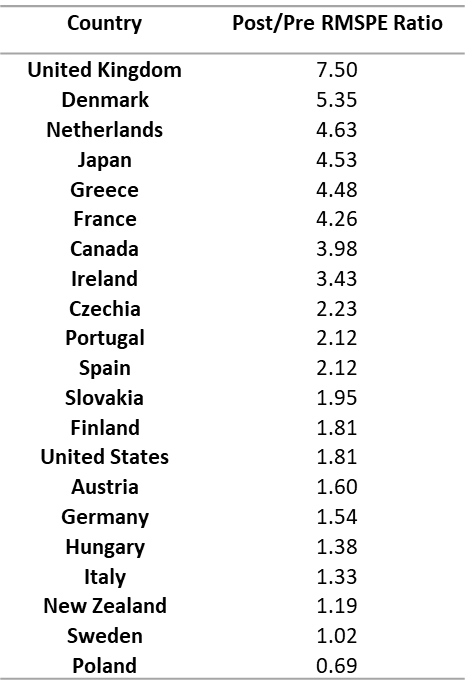 Country Post/Pre RMSPE Ratio
United Kingdom 7.50
Denmark 5.35
Netherlands 4.63
Japan 4.53
Greece 4.48
France 4.26
Canada 3.98
Ireland 3.43
Czechia 2.23
Portugal 2.12
Spain 2.12
Slovakia 1.95
Finland 1.81
United States 1.81
Austria 1.60
Germany 1.54
Hungary 1.38
Italy 1.33
New Zealand 1.19
Sweden 1.02
Poland 0.69